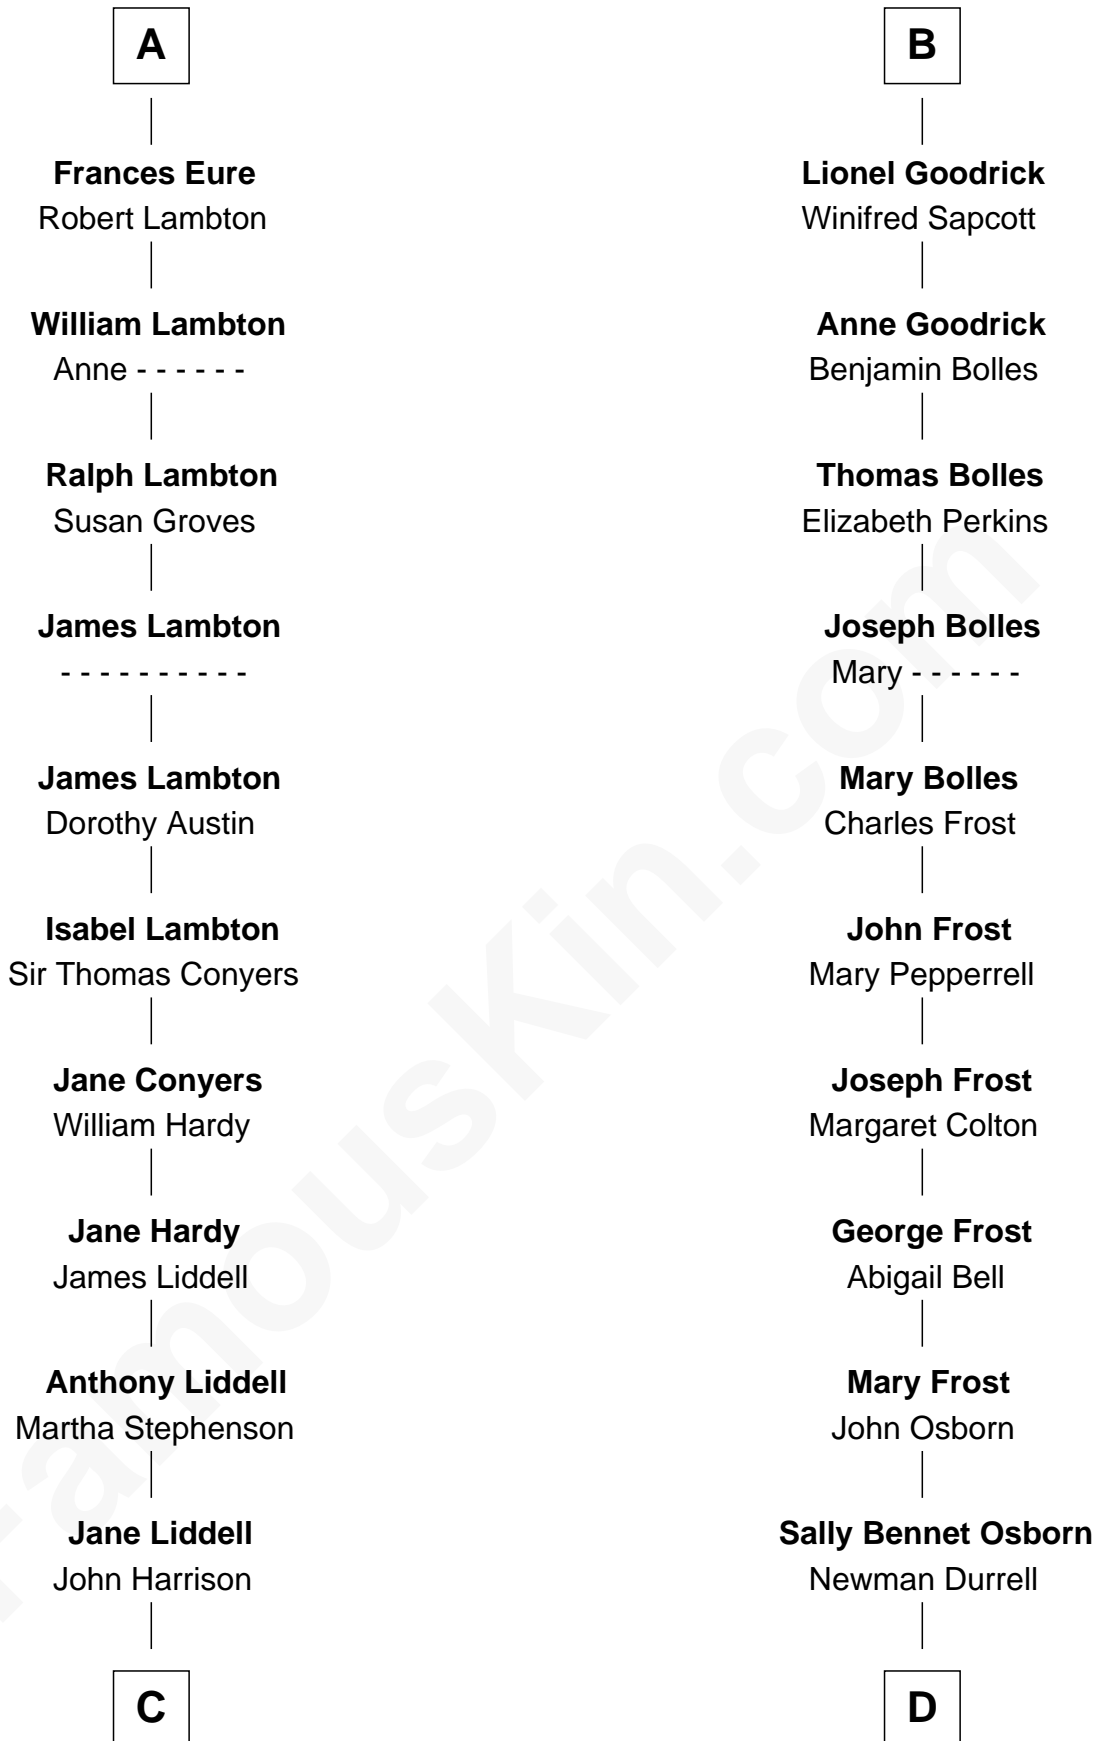 A
Frances Eure
Robert Lambton
William Lambton
Anne - - - - - -
Ralph Lambton
Susan Groves
James Lambton
- - - - - - - - - -
James Lambton
Dorothy Austin
Isabel Lambton
Sir Thomas Conyers
Jane Conyers
William Hardy
Jane Hardy
James Liddell
Anthony Liddell
Martha Stephenson
Jane Liddell
John Harrison
C
B
Lionel Goodrick
Winifred Sapcott
Anne Goodrick
Benjamin Bolles
Thomas Bolles
Elizabeth Perkins
Joseph Bolles
Mary - - - - - -
Mary Bolles
Charles Frost
John Frost
Mary Pepperrell
Joseph Frost
Margaret Colton
George Frost
Abigail Bell
Mary Frost
John Osborn
Sally Bennet Osborn
Newman Durrell
D
FamousKin.com